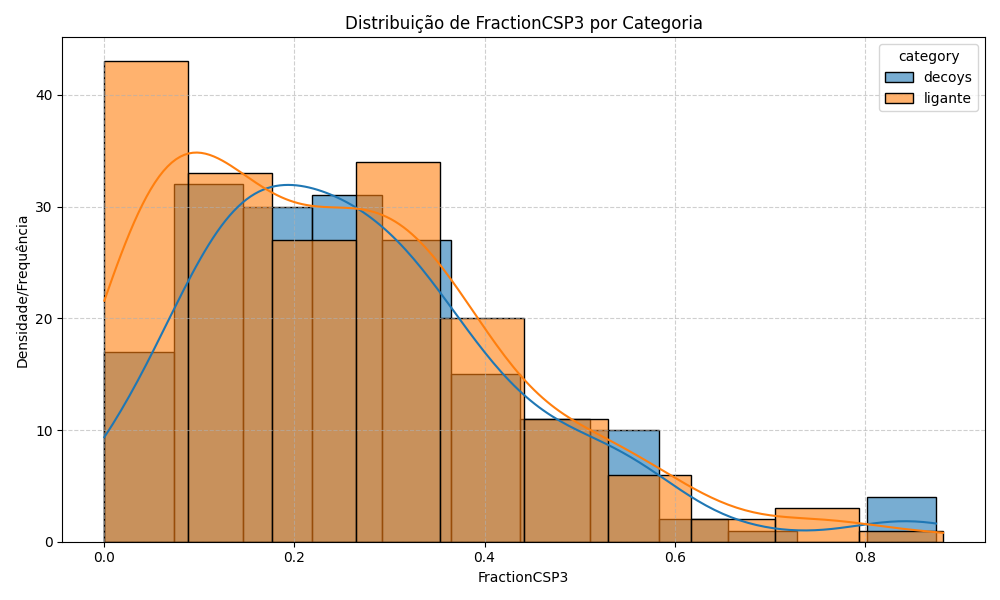 Distribuição de FractionCSP3 por Categoria
category
decoys
ligante
Densidade/Frequência
40
30
20
10
0
0.0
0.2
0.4
0.6
0.8
FractionCSP3